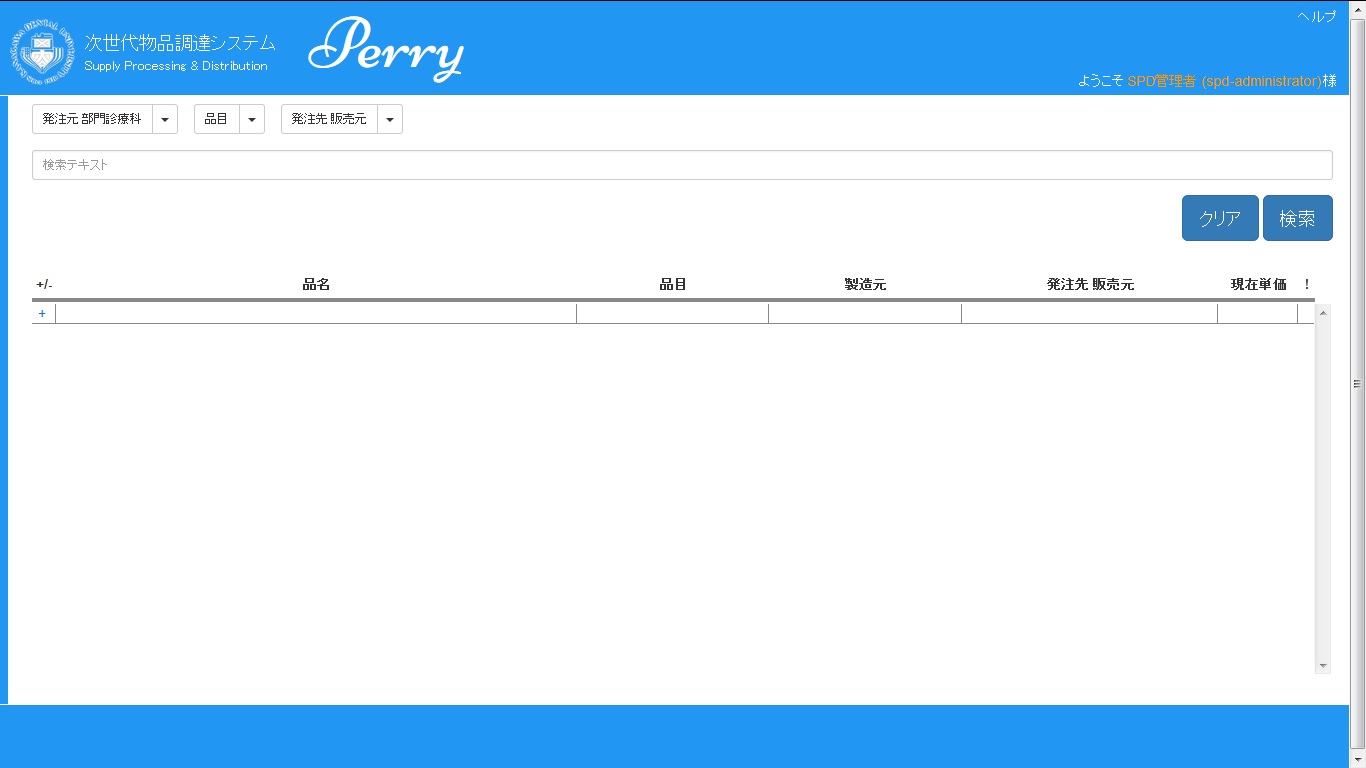 ヘルプ
次世代物品調達システム
Supply Processing & Distribution
Perry
ようこそ SPD管理者 (spd-administrator)様
発注元 部門診療科
品目
発注先 販売元
検索テキスト
クリア
検索
+/- 品名 品目 製造元 発注先 販売元 現在単価 !
+